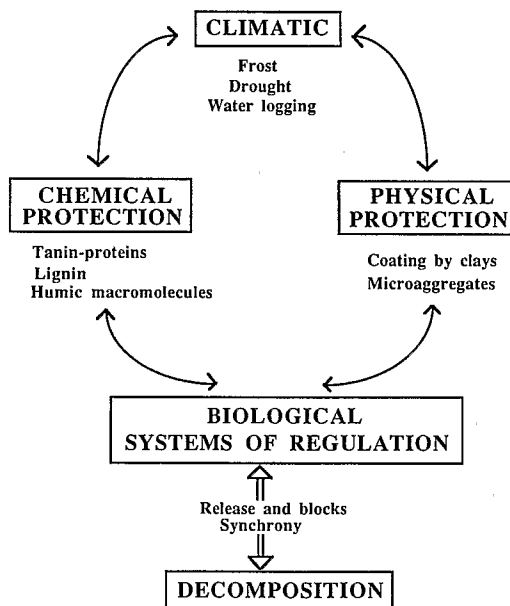 CLIMATIC
Frost
Drought
Water logging
CHEMICAL
PROTECTION
Tanin-proteins
Lignin
Humic macromolecules
PHYSICAL
PROTECTION
Coating by clays
Microaggregates
BIOLOGICAL
SYSTEMS OF REGULATION
Release and blocks
Synchrony
DECOMPOSITION